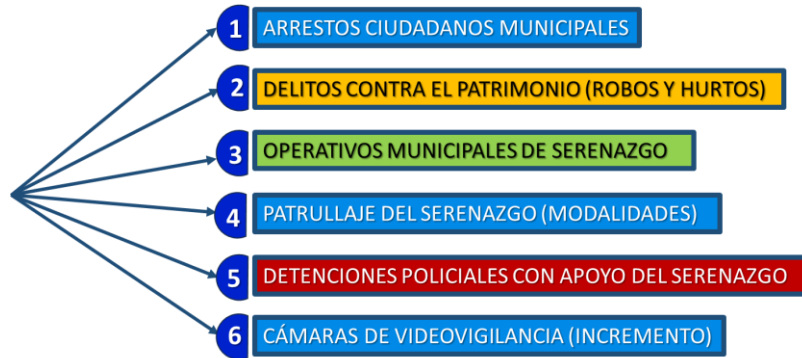 1 ARRESTOS CIUDADANOS MUNICIPALES
2 DELITOS CONTRA EL PATRIMONIO (ROBOS Y HURTOS)
3 OPERATIVOS MUNICIPALES DE SERENAZGO
4 PATRULLAJE DEL SERENAZGO (MODALIDADES)
5 DETENCIONES POLICIALES CON APOYO DEL SERENAZGO
6 CÁMARAS DE VIDEOVIGILANCIA (INCREMENTO)